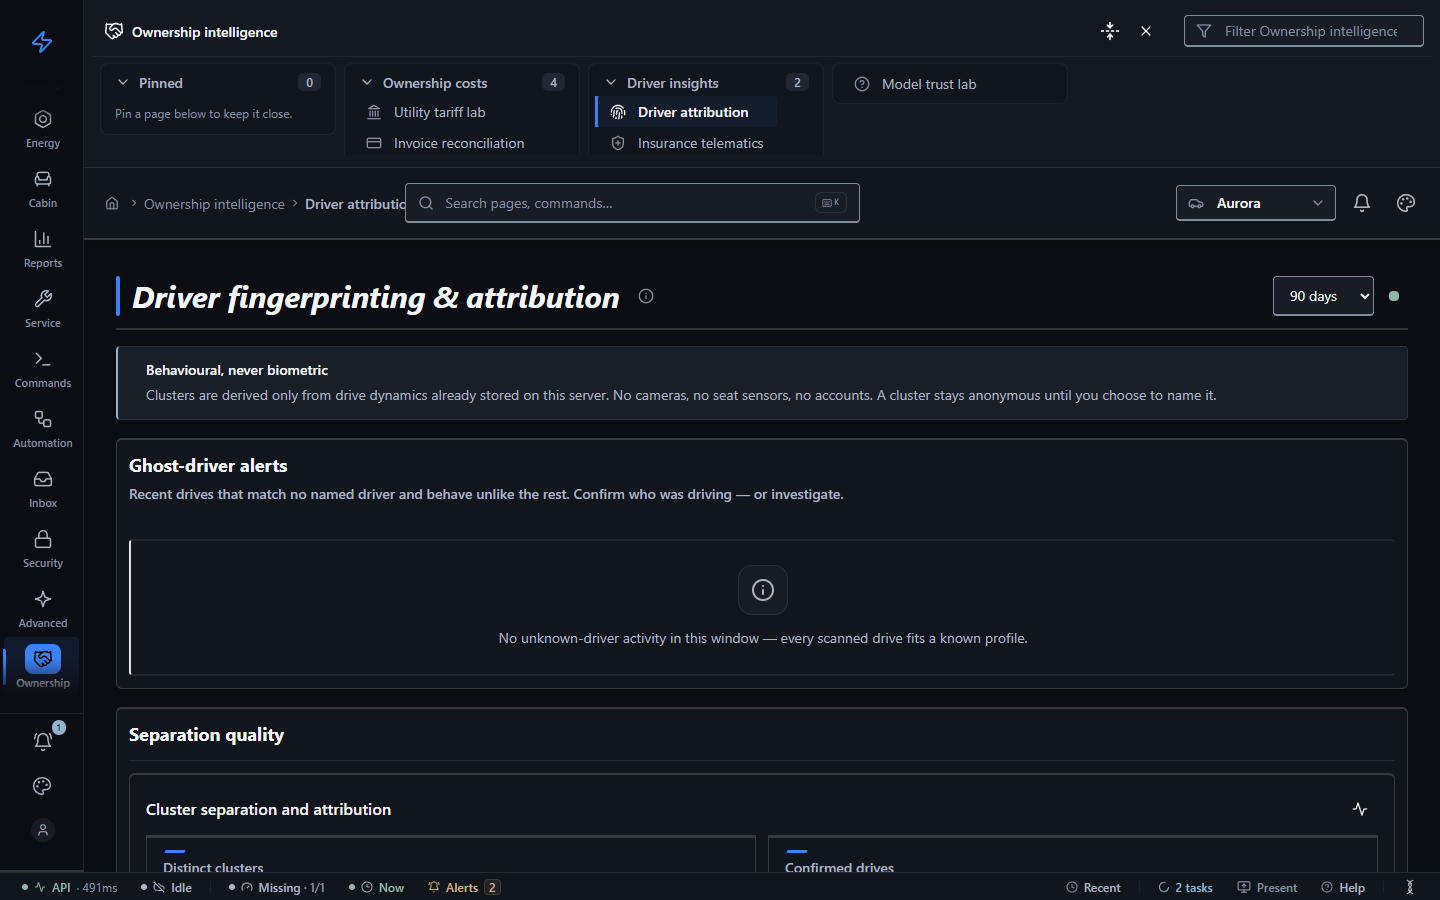 Ownership intelligence
Filter Ownership intelligence
Pinned
0
Pin a page below to keep it close.
Ownership costs
4
Utility tariff lab
Invoice reconciliation
Driver insights
2
Driver attribution
Insurance telematics
Model trust lab
Energy
Cabin
Reports
Service
Commands
Automation
Inbox
Security
Advanced
Ownership
1
Ownership intelligence
Driver attributio
Search pages, commands...
K
Aurora
Driver fingerprinting & attribution
90 days
Behavioural, never biometric
Clusters are derived only from drive dynamics already stored on this server. No cameras, no seat sensors, no accounts. A cluster stays anonymous until you choose to name it.
Ghost-driver alerts
Recent drives that match no named driver and behave unlike the rest. Confirm who was driving — or investigate.
No unknown-driver activity in this window — every scanned drive fits a known profile.
Separation quality
Cluster separation and attribution
Distinct clusters
Confirmed drives
API · 491ms
Idle
Missing · 1/1
Now
Alerts 2
Recent
2 tasks
Present
Help